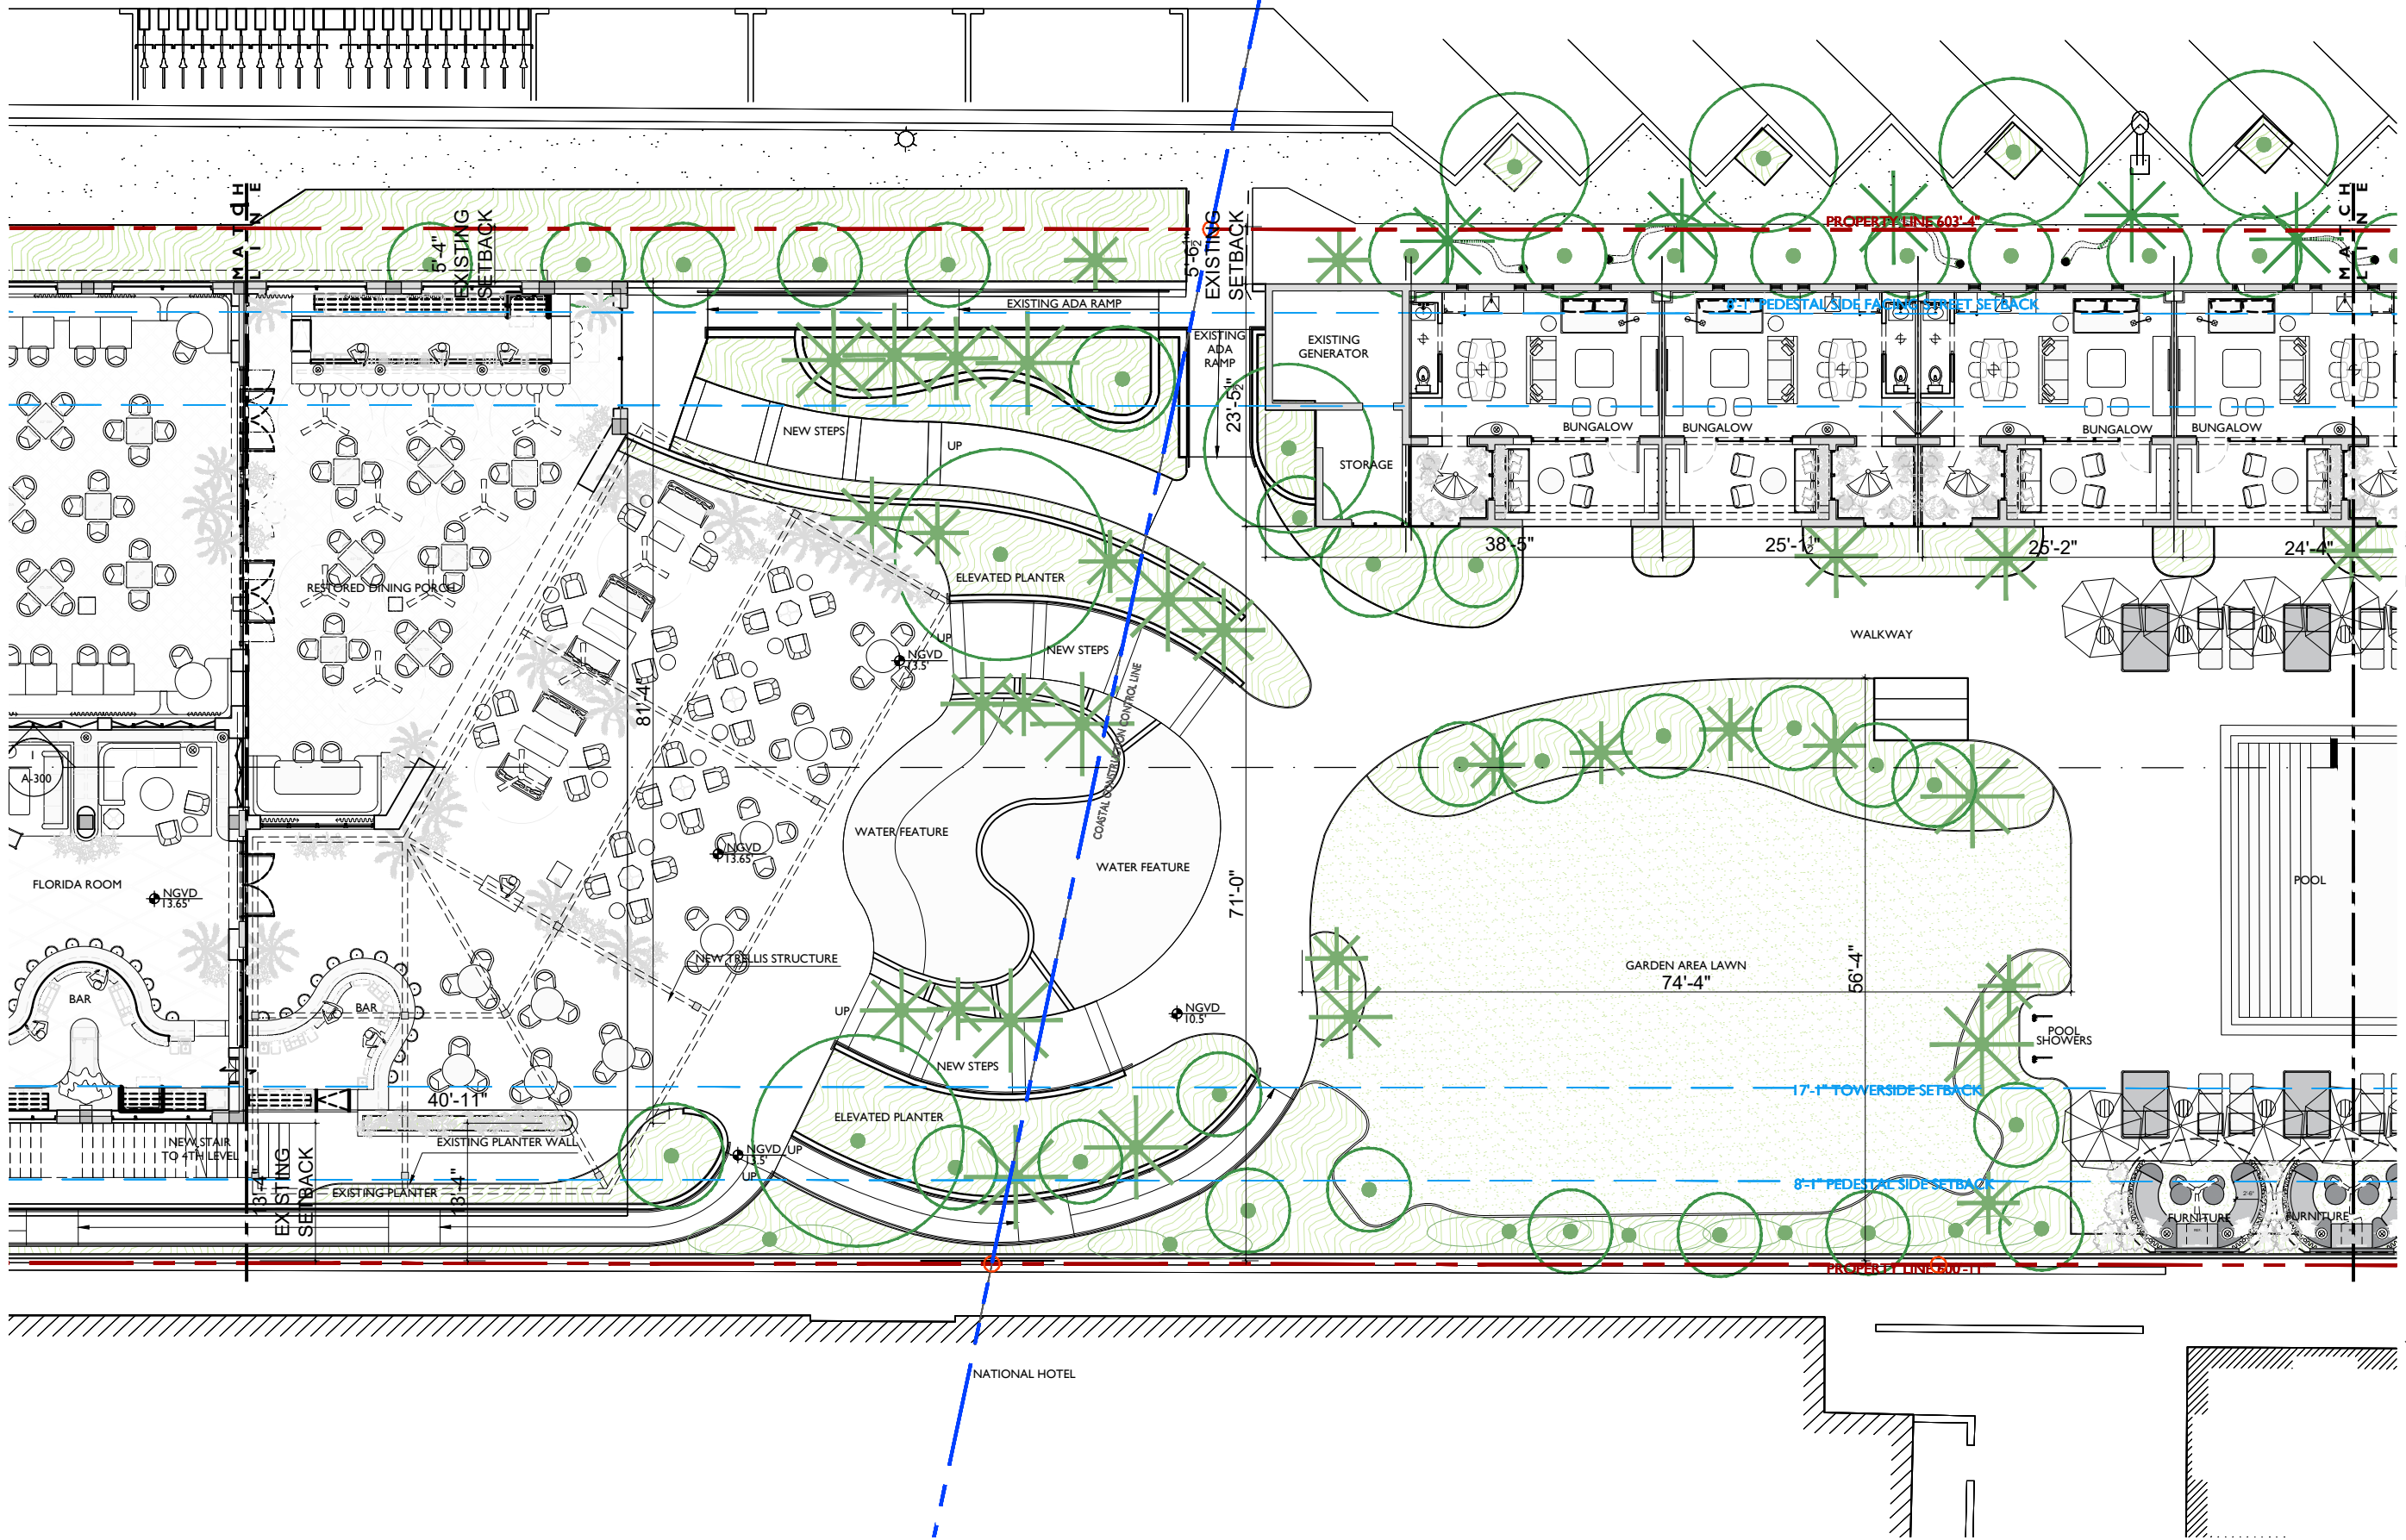 MATCH
LINE
5'-4"
EXISTING
SETBACK
5'-6½"
EXISTING
SETBACK
PROPERTY LINE 603'-4"
MATCH
LINE
EXISTING ADA RAMP
8'-1" PEDESTAL SIDE FACING STREET SETBACK
EXISTING
ADA
RAMP
EXISTING
GENERATOR
23'-5½"
NEW STEPS
UP
BUNGALOW
BUNGALOW
BUNGALOW
BUNGALOW
STORAGE
38'-5"
25'-1½"
25'-2"
24'-4"
ELEVATED PLANTER
RESTORED DINING PORCH
UP
NEW STEPS
WALKWAY
NGVD
13.5'
81'-4"
COASTAL CONSTRUCTION CONTROL LINE
1
A-300
WATER FEATURE
NGVD
13.65'
WATER FEATURE
FLORIDA ROOM
NGVD
13.65'
71'-0"
POOL
NEW TRELLIS STRUCTURE
GARDEN AREA LAWN
74'-4"
56'-4"
BAR
BAR
UP
NGVD
10.5'
POOL
SHOWERS
NEW STEPS
17'-1" TOWERSIDE SETBACK
40'-11"
ELEVATED PLANTER
NEW STAIR
TO 4TH LEVEL
EXISTING PLANTER WALL
NGVD
13.5'
UP
UP
13'-4"
EXISTING
SETBACK
13'-4"
EXISTING PLANTER
8'-1" PEDESTAL SIDE SETBACK
2'-6"
FURNITURE
FURNITURE
PROPERTY LINE 600'-11"
NATIONAL HOTEL